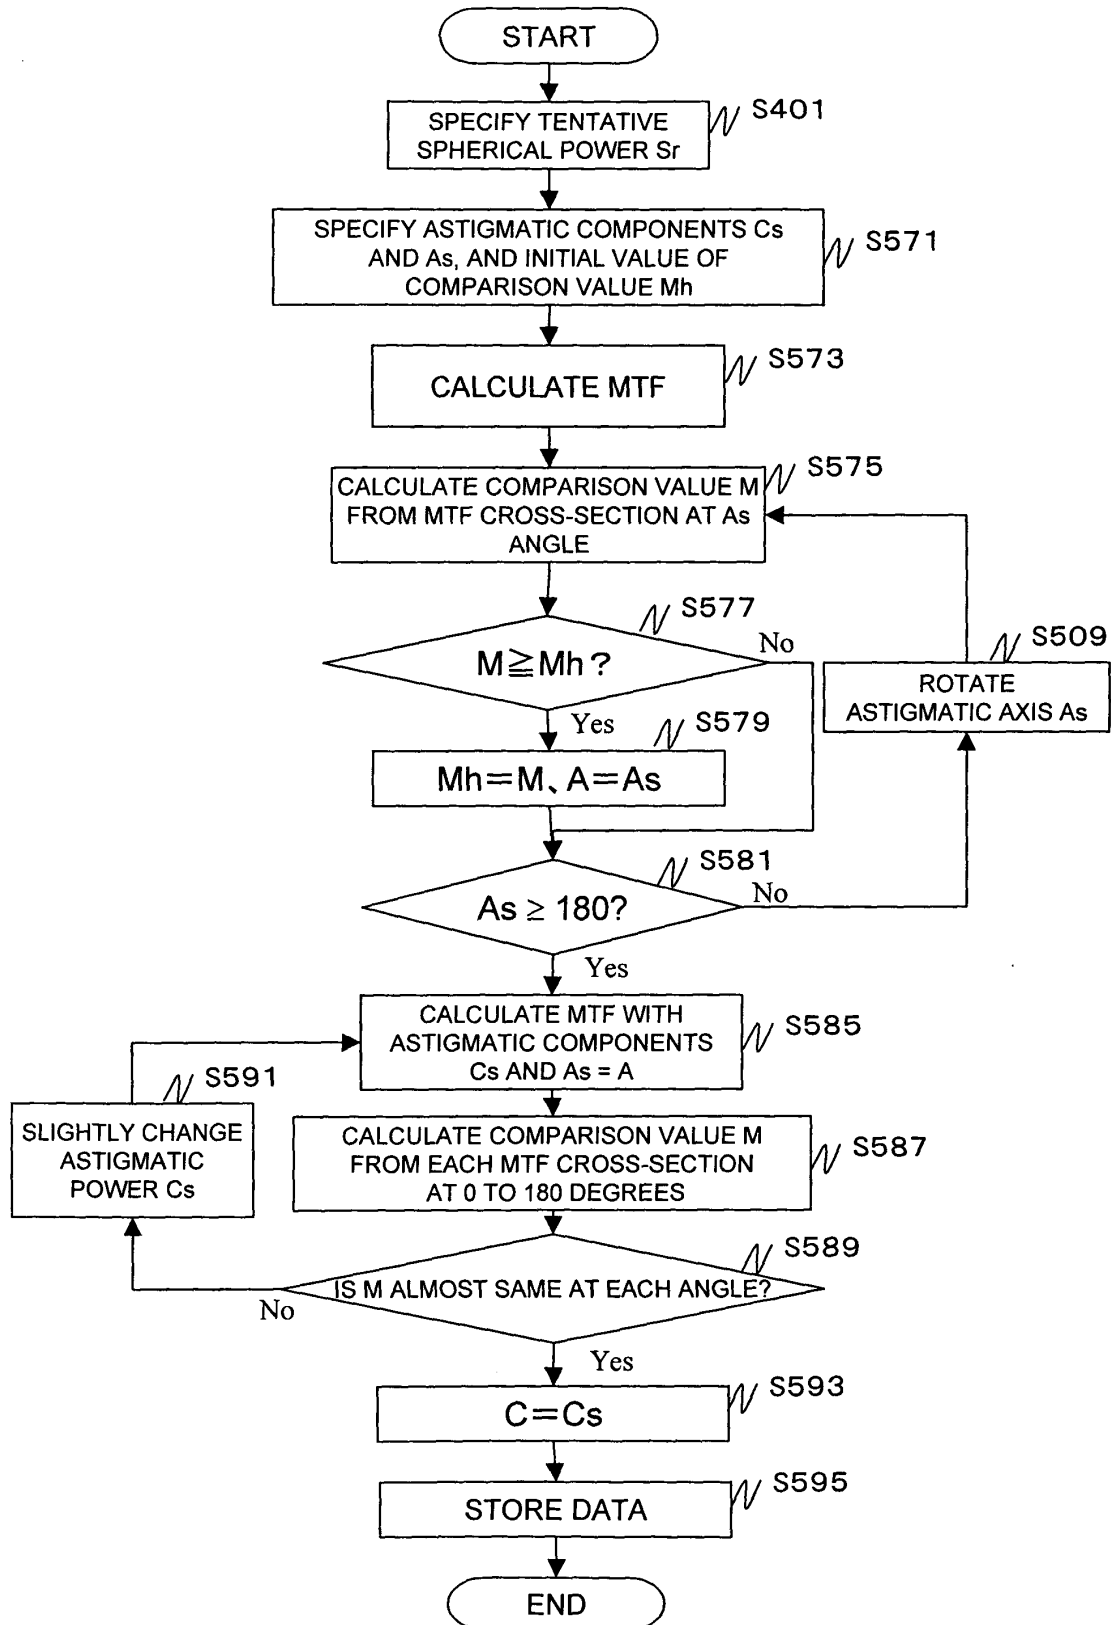 START
S401
SPECIFY TENTATIVE
SPHERICAL POWER Sr
S571
SPECIFY ASTIGMATIC COMPONENTS Cs
AND As, AND INITIAL VALUE OF
COMPARISON VALUE Mh
S573
CALCULATE MTF
S575
CALCULATE COMPARISON VALUE M
FROM MTF CROSS-SECTION AT As
ANGLE
S577
M≧Mh?
No
Yes
S509
ROTATE
ASTIGMATIC AXIS As
S579
Mh=M、A=As
S581
As ≥ 180?
No
Yes
S585
CALCULATE MTF WITH
ASTIGMATIC COMPONENTS
Cs AND As = A
S591
SLIGHTLY CHANGE
ASTIGMATIC
POWER Cs
S587
CALCULATE COMPARISON VALUE M
FROM EACH MTF CROSS-SECTION
AT 0 TO 180 DEGREES
S589
IS M ALMOST SAME AT EACH ANGLE?
No
Yes
S593
C=Cs
S595
STORE DATA
END